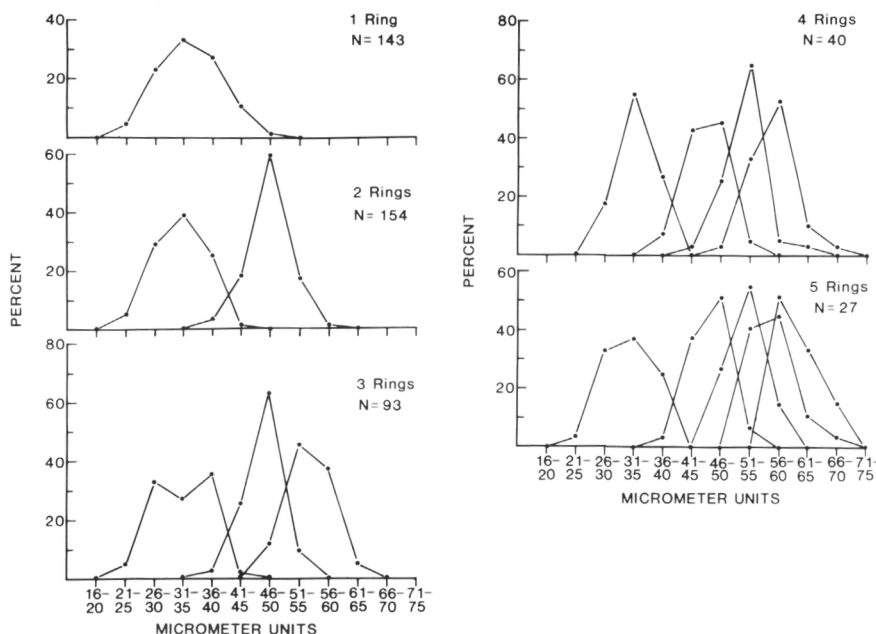 40
20
1 Ring
N= 143
60
40
20
2 Rings
N= 154
PERCENT
80
60
40
20
3 Rings
N= 93
16- 21- 26- 31- 36- 41- 46- 51- 56- 61- 66- 71-
20 25 30 35 40 45 50 55 60 65 70 75
MICROMETER UNITS
80
60
40
20
4 Rings
N= 40
PERCENT
60
40
20
5 Rings
N= 27
16- 21- 26- 31- 36- 41- 46- 51- 56- 61- 66- 71-
20 25 30 35 40 45 50 55 60 65 70 75
MICROMETER UNITS